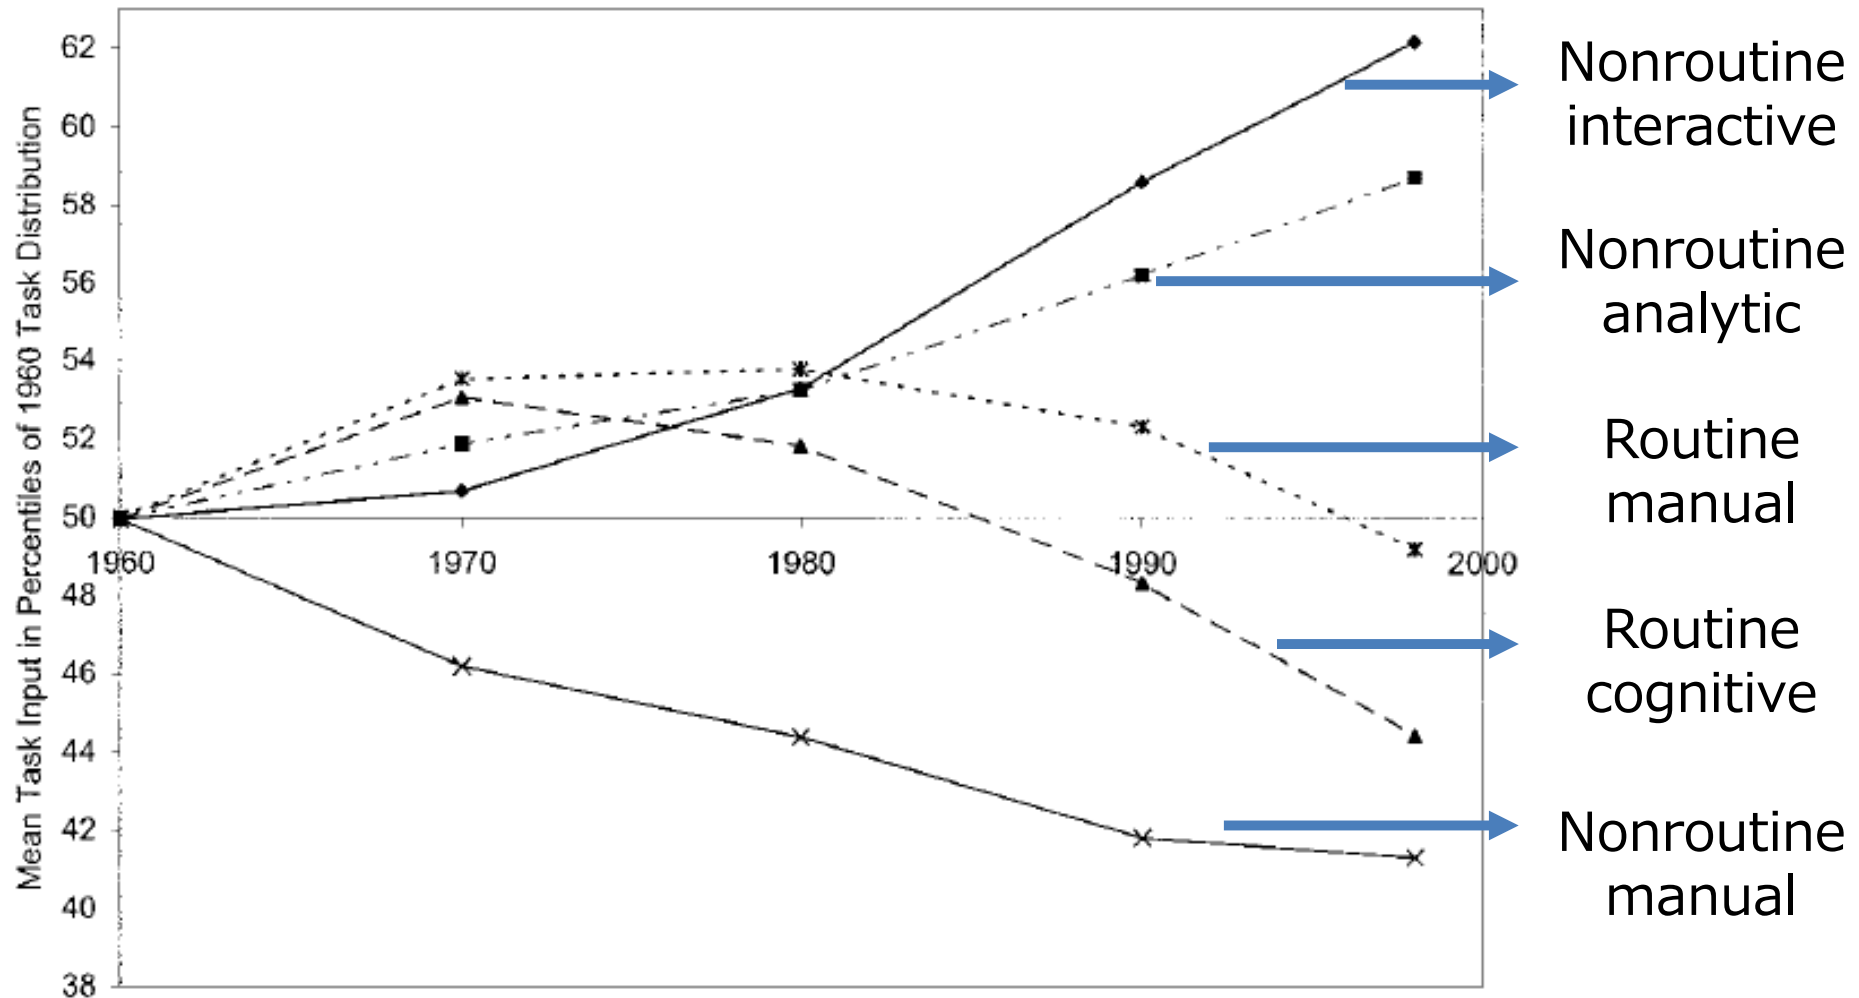 Mean Task Input in Percentiles of 1960 Task Distribution
62
60
58
56
54
52
50
48
46
44
42
40
38
1960
1970
1980
1990
2000
Nonroutine
interactive
Nonroutine
analytic
Routine
manual
Routine
cognitive
Nonroutine
manual